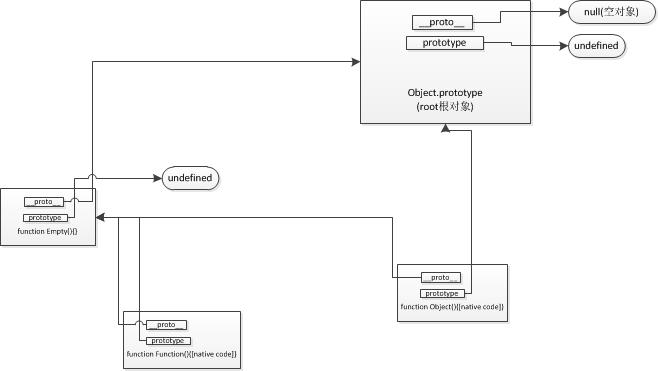 __proto__
null(空对象)
prototype
undefined
Object.prototype
(root根对象)
undefined
__proto__
prototype
function Empty(){}
__proto__
prototype
function Object(){[native code]}
__proto__
prototype
function Function(){[native code]}